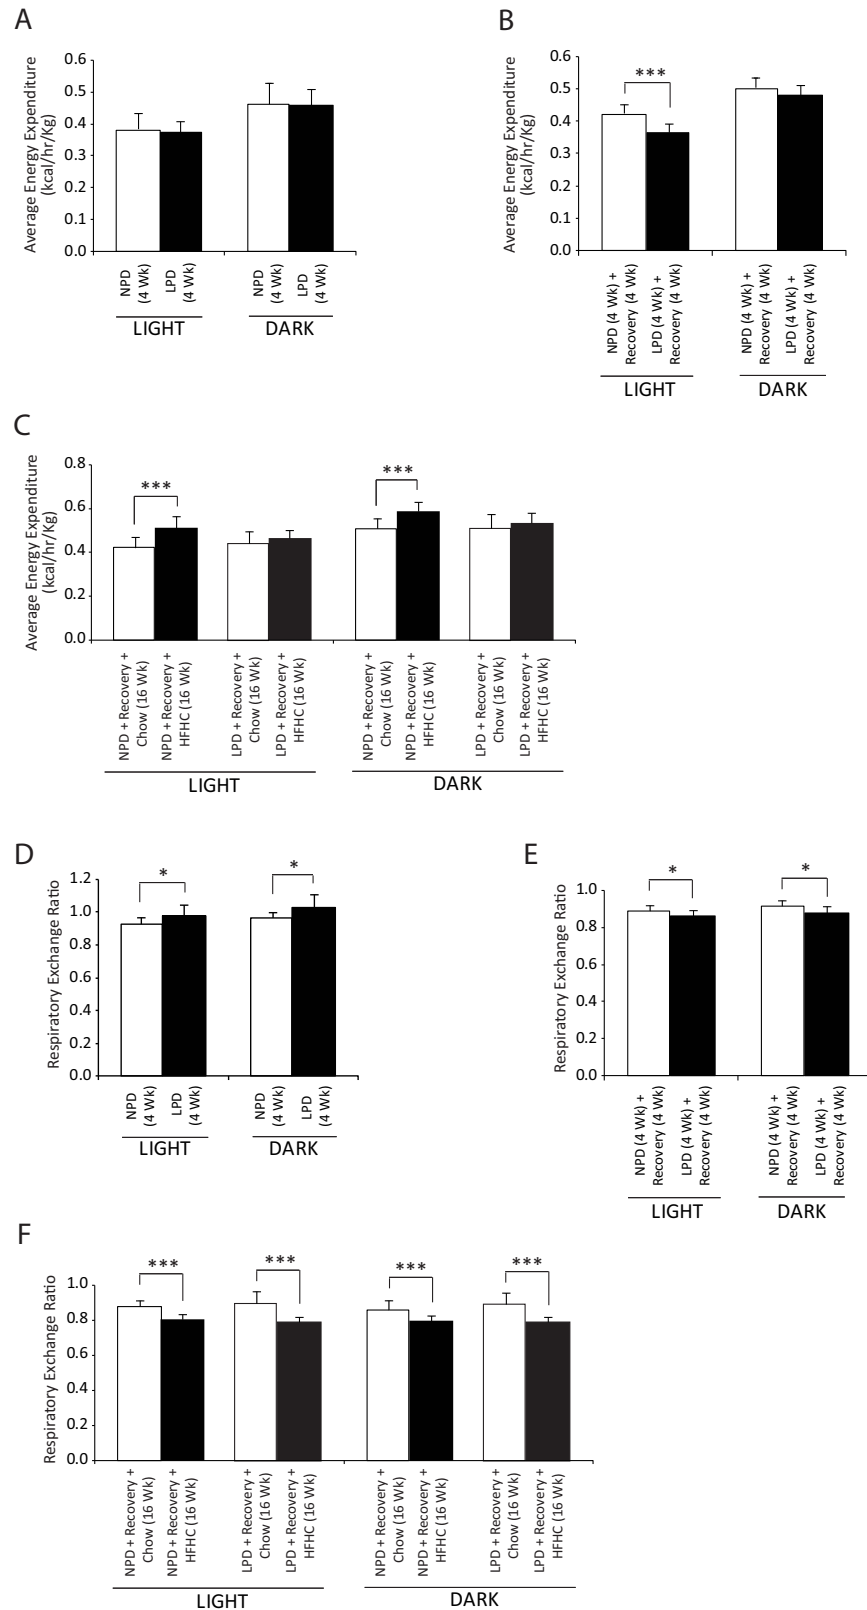 A
Average Energy Expenditure
(kcal/hr/Kg)
0.6
0.5
0.4
0.3
0.2
0.1
0.0
NPD
(4 Wk)
LPD
(4 Wk)
NPD
(4 Wk)
LPD
(4 Wk)
LIGHT
DARK
B
Average Energy Expenditure
(kcal/hr/Kg)
0.6
0.5
0.4
0.3
0.2
0.1
0.0
***
NPD (4 Wk) +
Recovery (4 Wk)
LPD (4 Wk) +
Recovery (4 Wk)
NPD (4 Wk) +
Recovery (4 Wk)
LPD (4 Wk) +
Recovery (4 Wk)
LIGHT
DARK
C
Average Energy Expenditure
(kcal/hr/Kg)
0.8
0.6
0.4
0.2
0.0
***
***
NPD + Recovery +
Chow (16 Wk)
NPD + Recovery +
HFHC (16 Wk)
LPD + Recovery +
Chow (16 Wk)
LPD + Recovery +
HFHC (16 Wk)
NPD + Recovery +
Chow (16 Wk)
NPD + Recovery +
HFHC (16 Wk)
LPD + Recovery +
Chow (16 Wk)
LPD + Recovery +
HFHC (16 Wk)
LIGHT
DARK
D
Respiratory Exchange Ratio
1.2
1.0
0.8
0.6
0.4
0.2
0.0
*
*
NPD
(4 Wk)
LPD
(4 Wk)
NPD
(4 Wk)
LPD
(4 Wk)
LIGHT
DARK
E
Respiratory Exchange Ratio
1.0
0.8
0.6
0.4
0.2
0.0
*
*
NPD (4 Wk) +
Recovery (4 Wk)
LPD (4 Wk) +
Recovery (4 Wk)
NPD (4 Wk) +
Recovery (4 Wk)
LPD (4 Wk) +
Recovery (4 Wk)
LIGHT
DARK
F
Respiratory Exchange Ratio
1.0
0.8
0.6
0.4
0.2
0.0
***
***
***
***
NPD + Recovery +
Chow (16 Wk)
NPD + Recovery +
HFHC (16 Wk)
LPD + Recovery +
Chow (16 Wk)
LPD + Recovery +
HFHC (16 Wk)
NPD + Recovery +
Chow (16 Wk)
NPD + Recovery +
HFHC (16 Wk)
LPD + Recovery +
Chow (16 Wk)
LPD + Recovery +
HFHC (16 Wk)
LIGHT
DARK